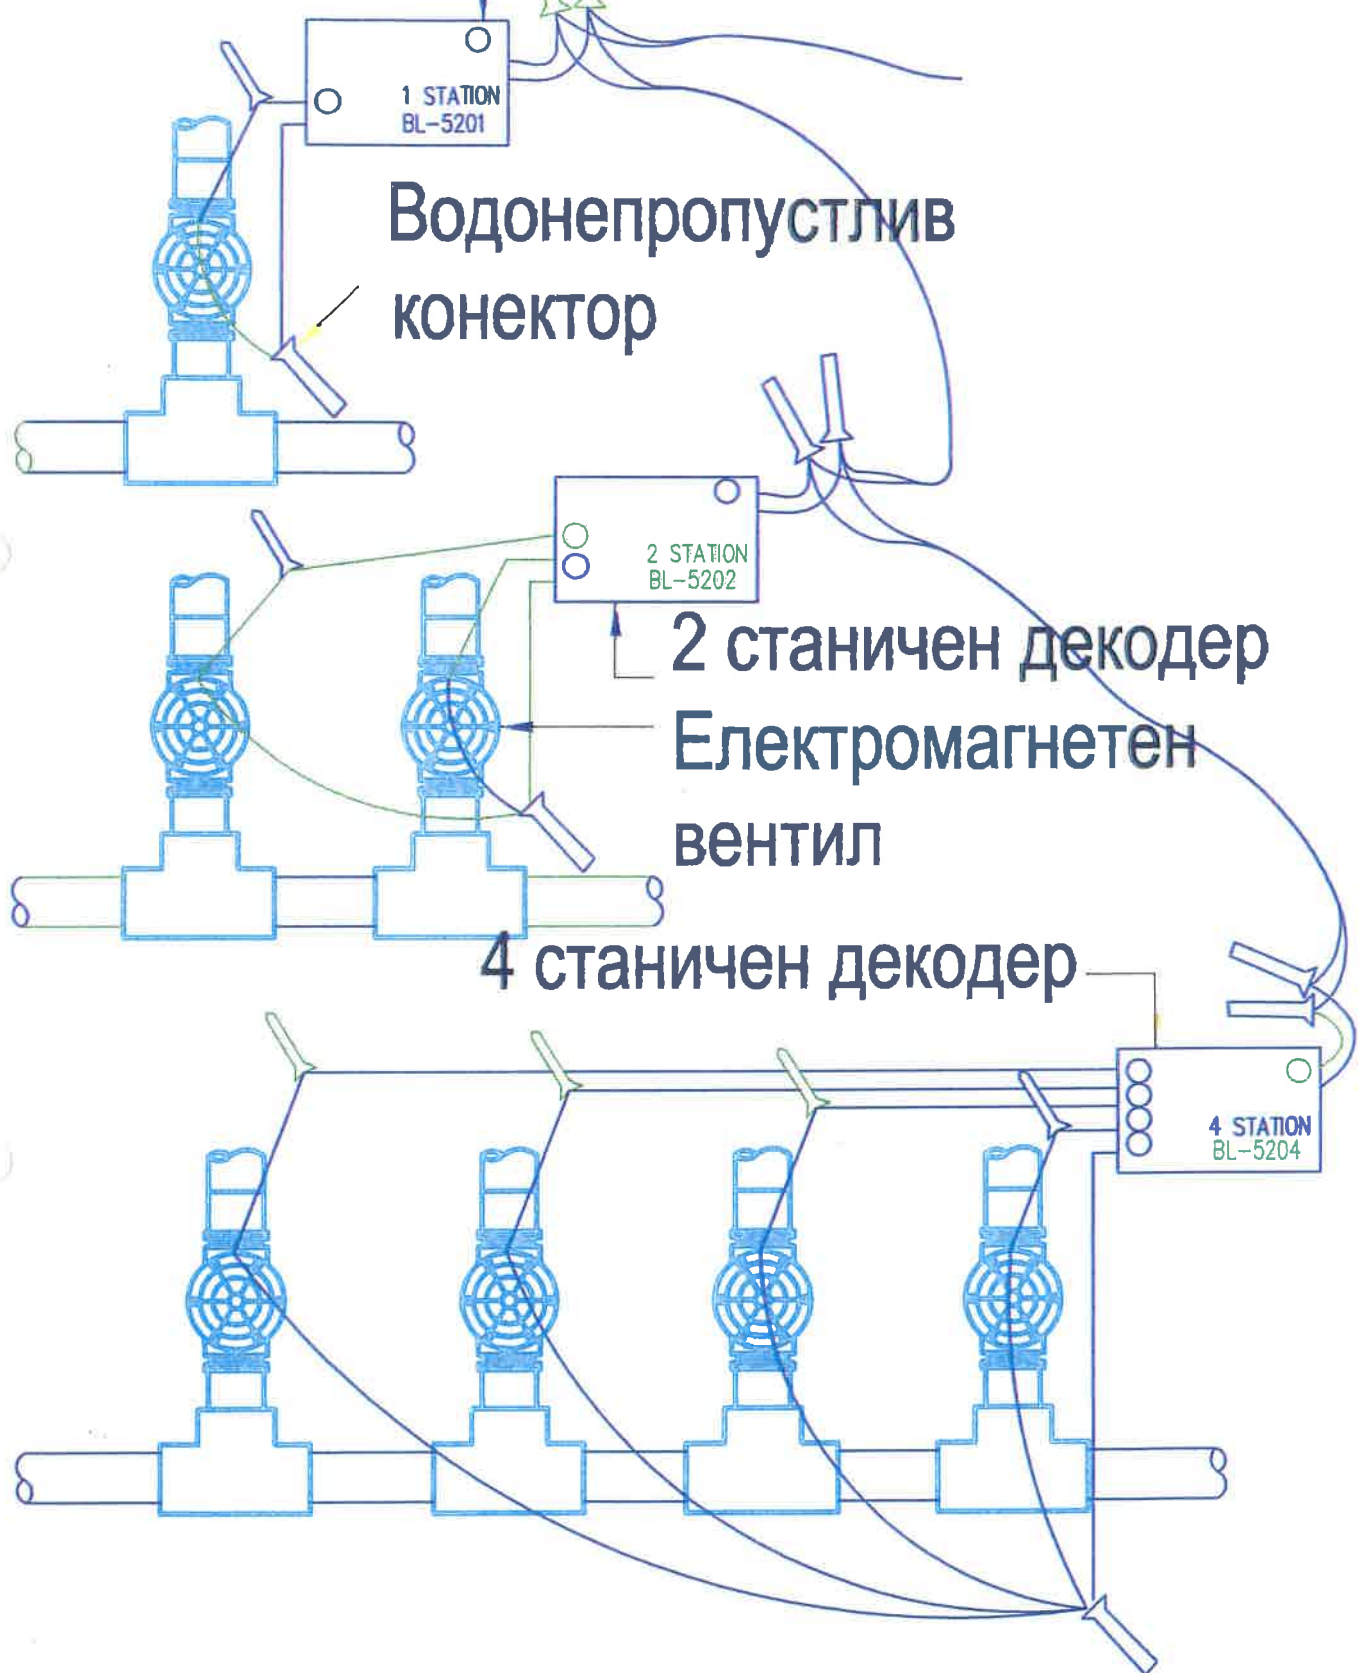 1 STATION
BL-5201
Водонепропустлив
конектор
2 STATION
BL-5202
2 станичен декодер
Електромагнетен
вентил
4 станичен декодер
4 STATION
BL-5204